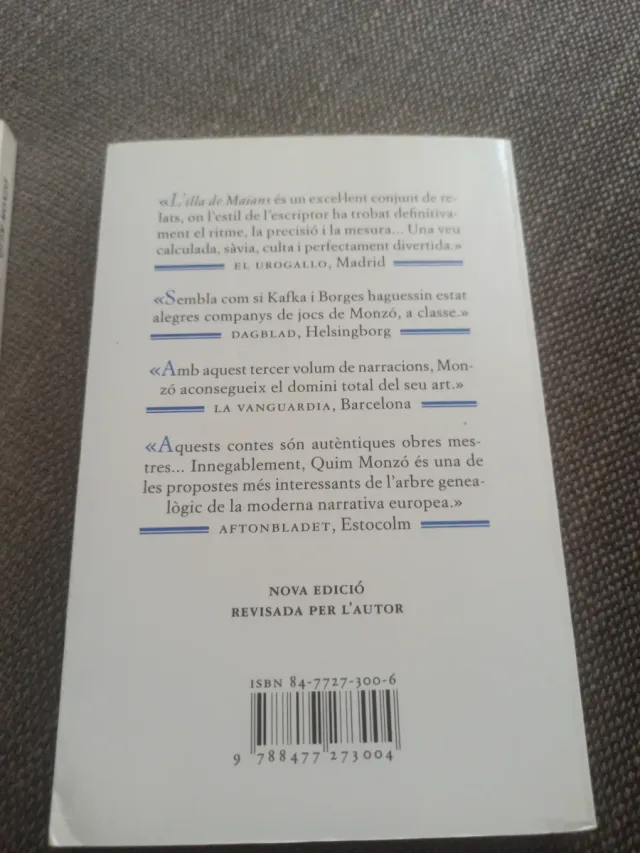 «L'illa de Maians és un excel·lent conjunt de re-
lats, on l'estil de l'escriptor ha trobat definitiva-
ment el ritme, la precisió i la mesura... Una veu
calculada, sàvia, culta i perfectament divertida.»
EL UROGALLO, Madrid
«Sembla com si Kafka i Borges haguessin estat
alegres companys de jocs de Monzó, a classe.»
DAGBLAD, Helsingborg
«Amb aquest tercer volum de narracions, Mon-
zó aconsegueix el domini total del seu art.»
LA VANGUARDIA, Barcelona
«Aquests contes són autèntiques obres mes-
tres... Innegablement, Quim Monzó és una de
les propostes més interessants de l'arbre genea-
lògic de la moderna narrativa europea.»
AFTONBLADET, Estocolm
NOVA EDICIÓ
REVISADA PER L'AUTOR
ISBN 84-7727-300-6
9 788477 273004